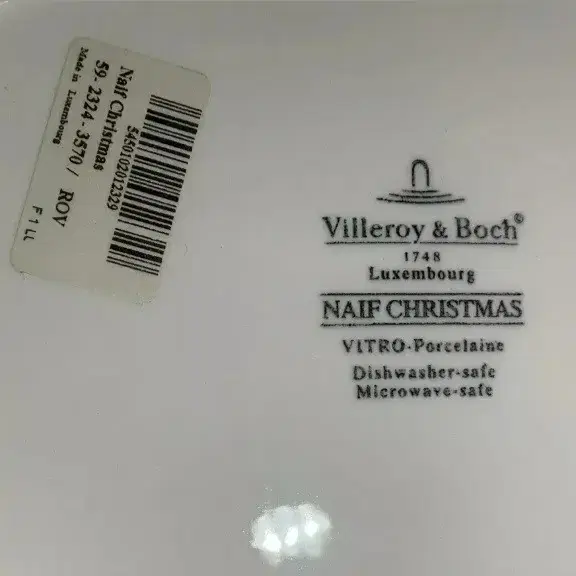 Naif Christmas
5450102012329
59-2324-3570 / ROV
Made in Luxembourg
F 1 LL
Villeroy & Boch®
1748
Luxembourg
NAIF CHRISTMAS
VITRO-Porcelaine
Dishwasher-safe
Microwave-safe